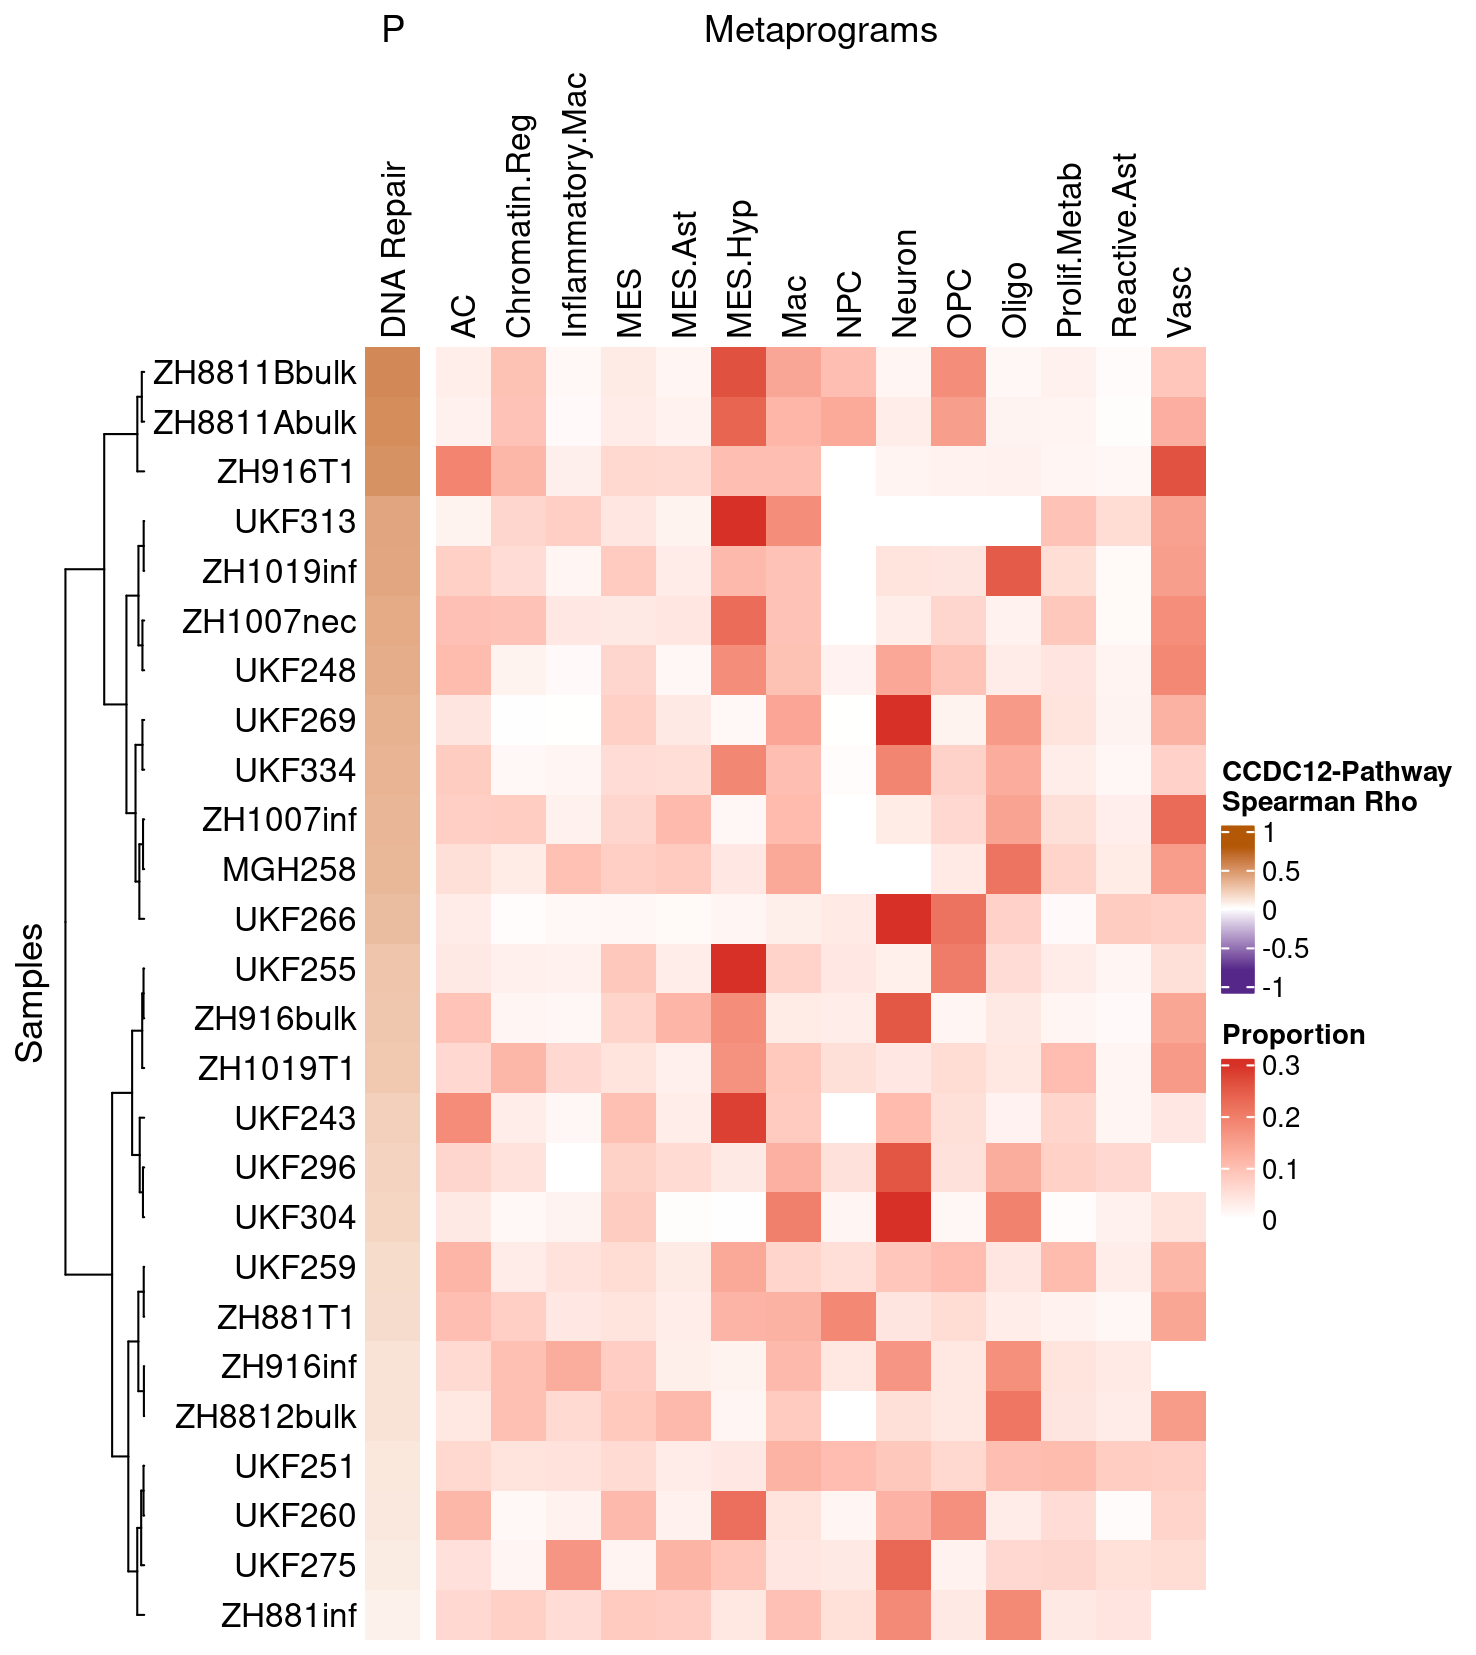 P
Metaprograms
DNA Repair
AC
Chromatin.Reg
Inflammatory.Mac
MES
MES.Ast
MES.Hyp
Mac
NPC
Neuron
OPC
Oligo
Prolif.Metab
Reactive.Ast
Vasc
Samples
ZH8811Bbulk
ZH8811Abulk
ZH916T1
UKF313
ZH1019inf
ZH1007nec
UKF248
UKF269
UKF334
ZH1007inf
MGH258
UKF266
UKF255
ZH916bulk
ZH1019T1
UKF243
UKF296
UKF304
UKF259
ZH881T1
ZH916inf
ZH8812bulk
UKF251
UKF260
UKF275
ZH881inf
CCDC12-Pathway
Spearman Rho
1
0.5
0
-0.5
-1
Proportion
0.3
0.2
0.1
0